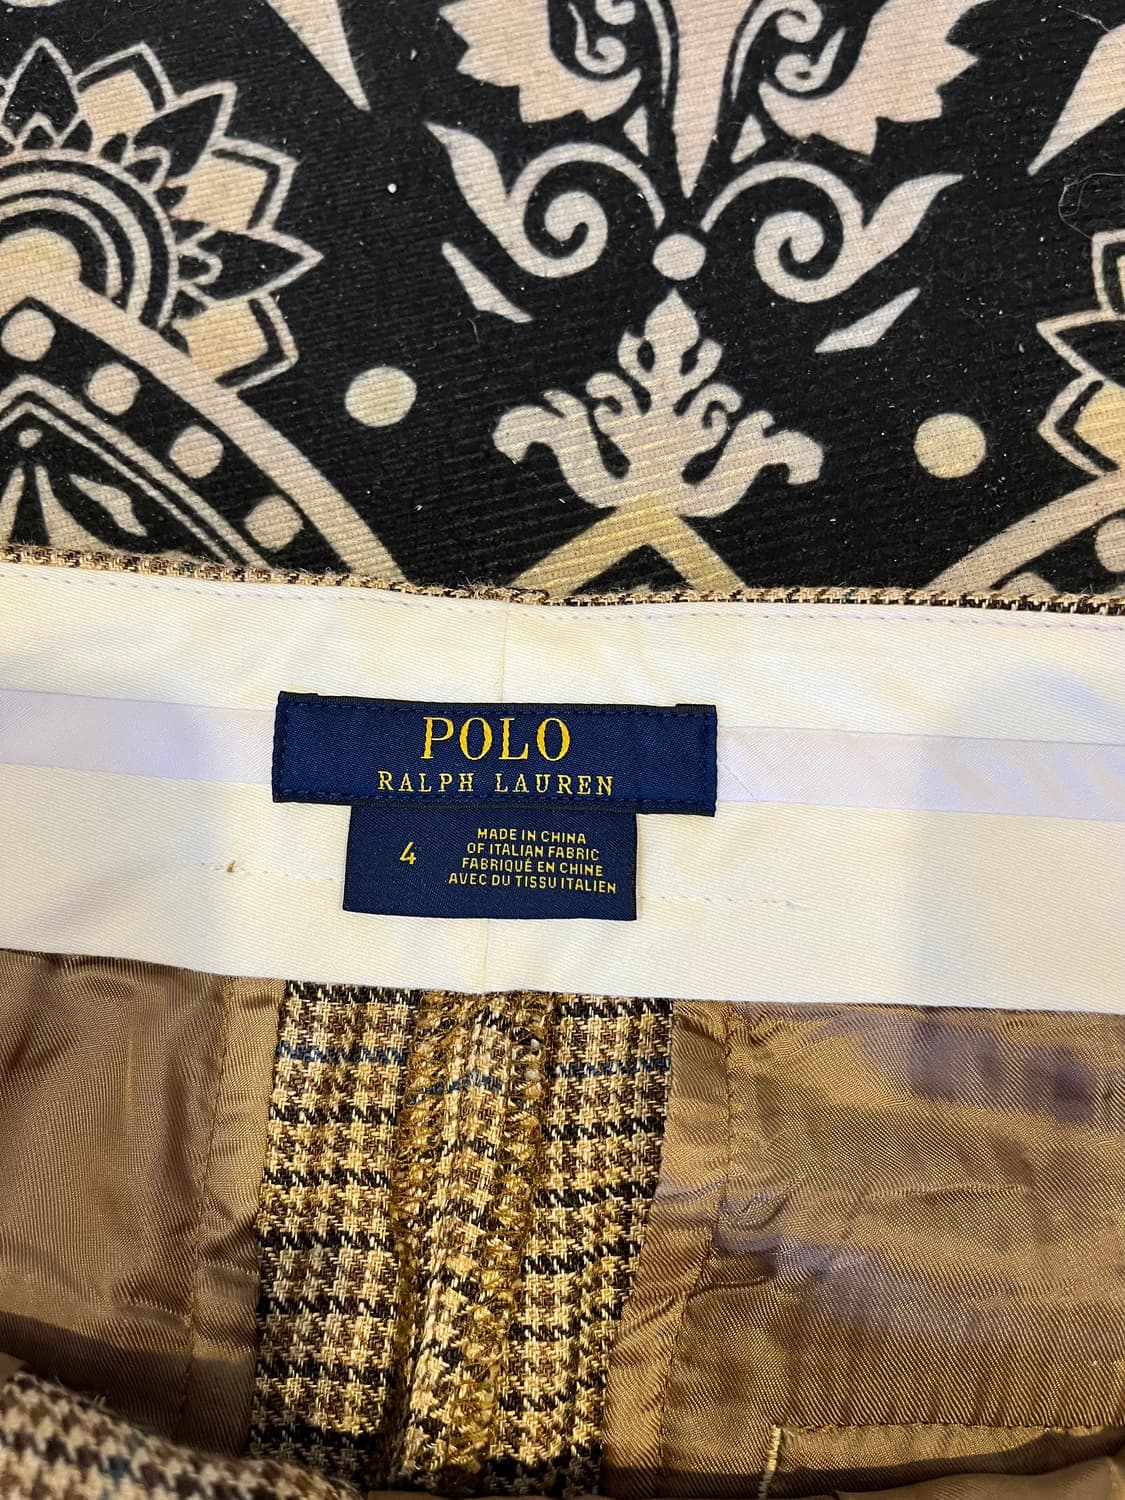 POLO
RALPH LAUREN
4
MADE IN CHINA
OF ITALIAN FABRIC
FABRIQUÉ EN CHINE
AVEC DU TISSU ITALIEN